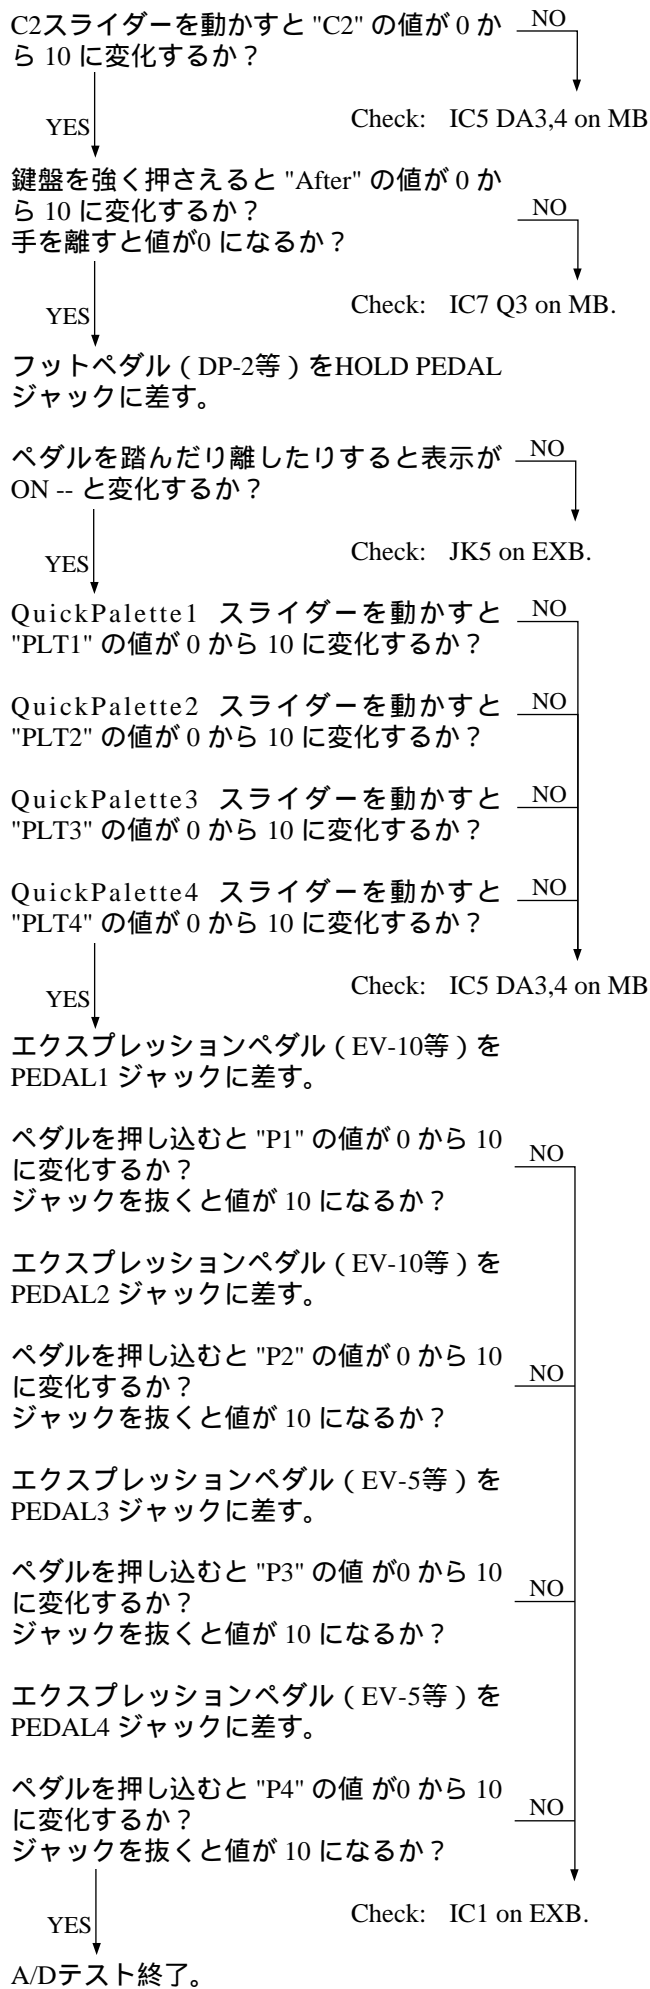 C2スライダーを動かすと "C2" の値が 0 か
ら 10 に変化するか？
NO
YES
Check: IC5 DA3,4 on MB
鍵盤を強く押さえると "After" の値が 0 か
ら 10 に変化するか？
手を離すと値が0 になるか？
NO
YES
Check: IC7 Q3 on MB.
フットペダル（DP-2等）をHOLD PEDAL
ジャックに差す。
ペダルを踏んだり離したりすると表示が
ON -- と変化するか？
NO
YES
Check: JK5 on EXB.
QuickPalette1 スライダーを動かすと
"PLT1" の値が 0 から 10 に変化するか？
NO
QuickPalette2 スライダーを動かすと
"PLT2" の値が 0 から 10 に変化するか？
NO
QuickPalette3 スライダーを動かすと
"PLT3" の値が 0 から 10 に変化するか？
NO
QuickPalette4 スライダーを動かすと
"PLT4" の値が 0 から 10 に変化するか？
NO
YES
Check: IC5 DA3,4 on MB
エクスプレッションペダル（EV-10等）を
PEDAL1 ジャックに差す。
ペダルを押し込むと "P1" の値が 0 から 10
に変化するか？
ジャックを抜くと値が 10 になるか？
NO
エクスプレッションペダル（EV-10等）を
PEDAL2 ジャックに差す。
ペダルを押し込むと "P2" の値が 0 から 10
に変化するか？
ジャックを抜くと値が 10 になるか？
NO
エクスプレッションペダル（EV-5等）を
PEDAL3 ジャックに差す。
ペダルを押し込むと "P3" の値 が0 から 10
に変化するか？
ジャックを抜くと値が 10 になるか？
NO
エクスプレッションペダル（EV-5等）を
PEDAL4 ジャックに差す。
ペダルを押し込むと "P4" の値 が0 から 10
に変化するか？
ジャックを抜くと値が 10 になるか？
NO
YES
Check: IC1 on EXB.
A/Dテスト終了。